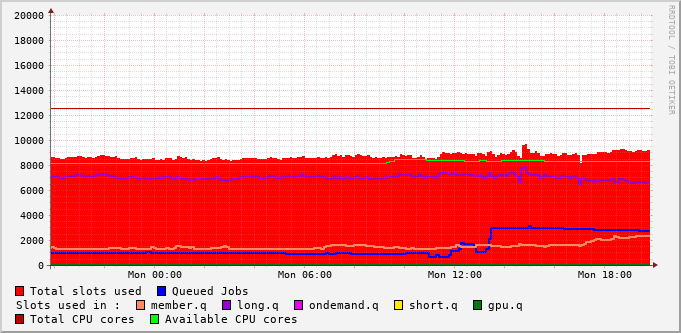 20000
18000
16000
14000
12000
10000
8000
6000
4000
2000
0
Mon 00:00 Mon 06:00 Mon 12:00 Mon 18:00
Total slots used Queued Jobs
Slots used in : member.q long.q ondemand.q short.q gpu.q
Total CPU cores Available CPU cores
RRDTOOL / TOBI OETIKER